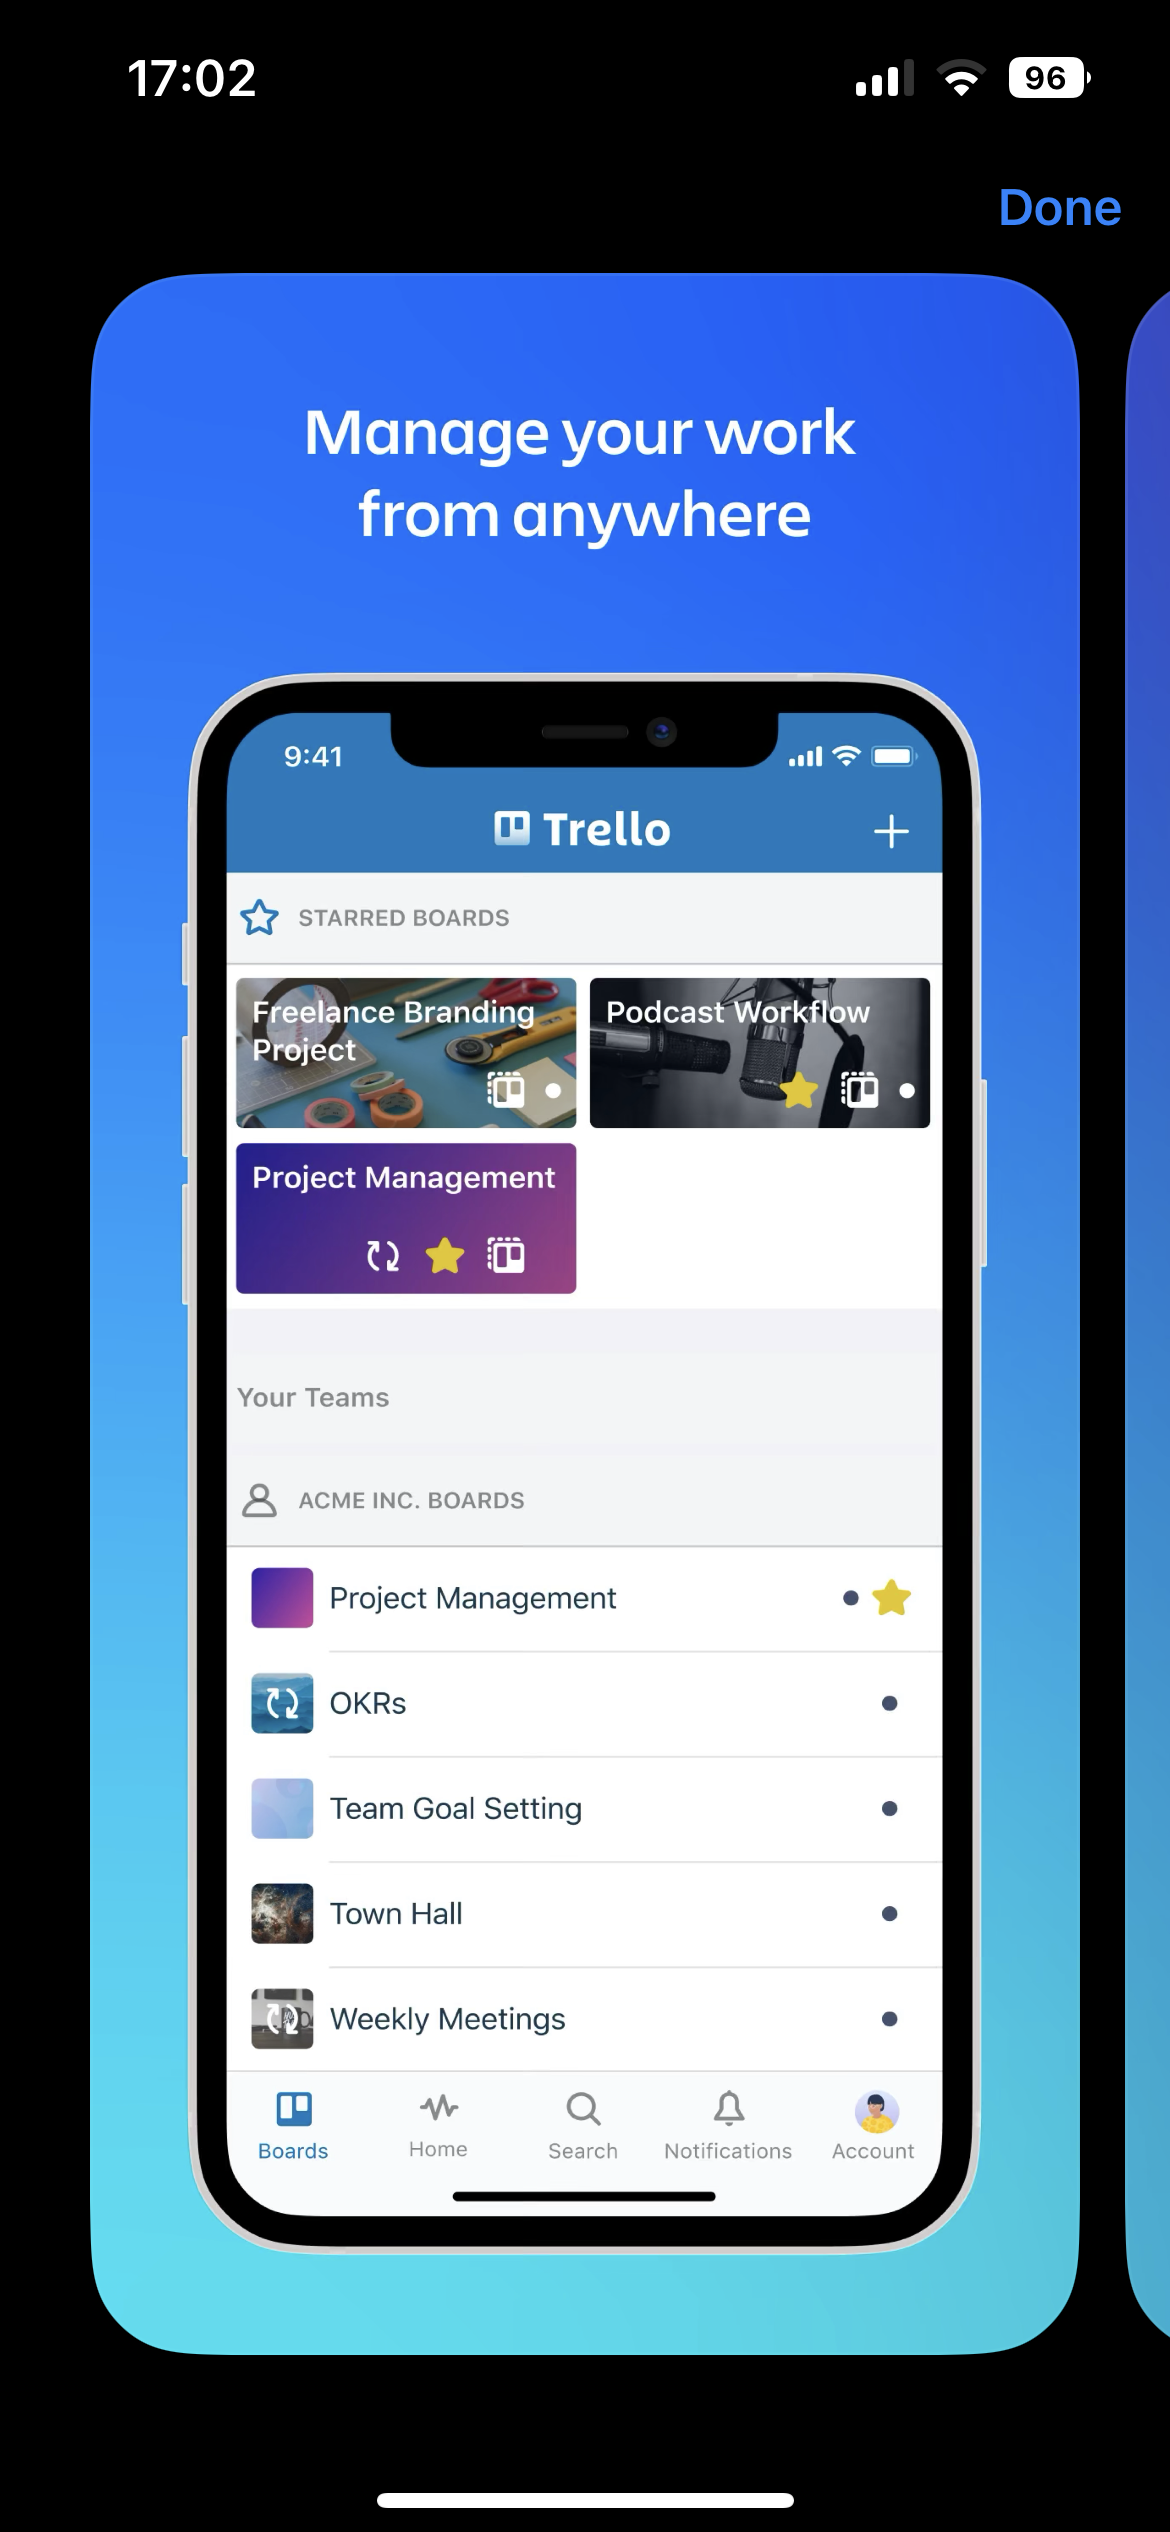 17:02
96
Done
Manage your work
from anywhere
9:41
Trello
STARRED BOARDS
Freelance Branding
Project
Podcast Workflow
Project Management
Your Teams
ACME INC. BOARDS
Project Management
OKRs
Team Goal Setting
Town Hall
Weekly Meetings
Boards
Home
Search
Notifications
Account